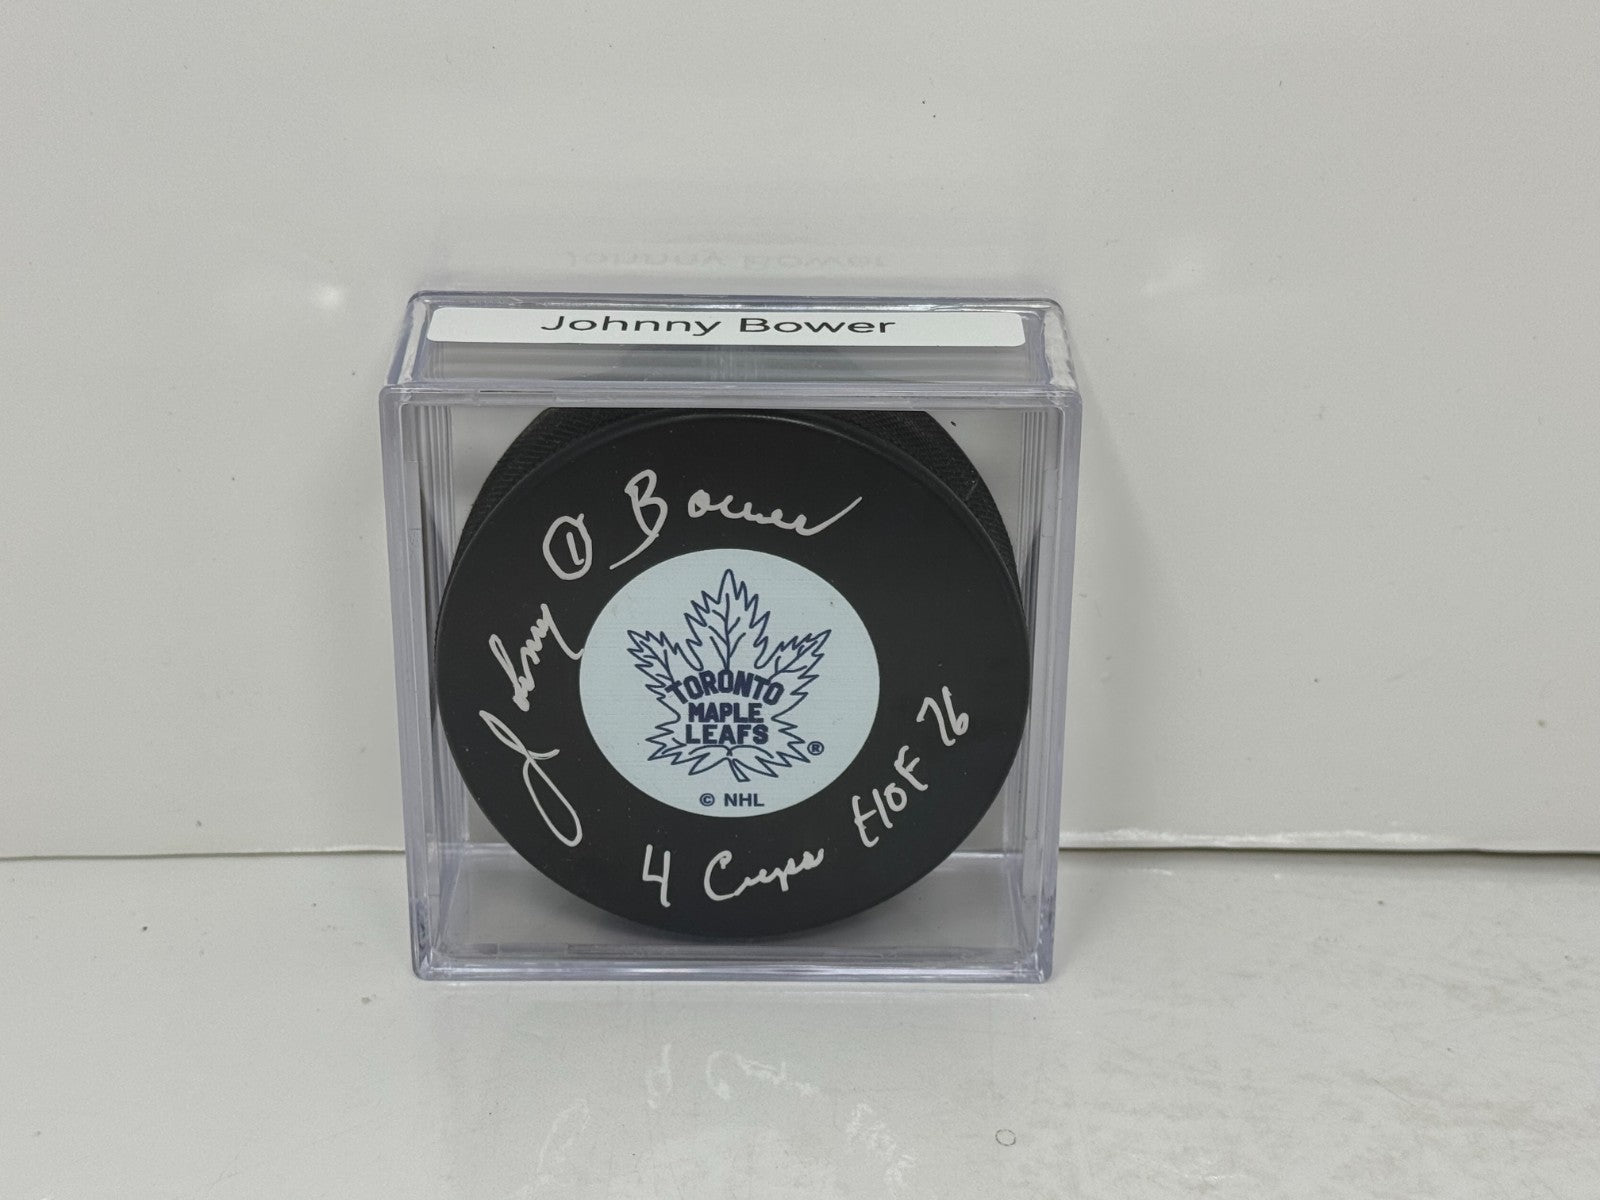 Johnny Bower
Johnny ① Bower
TORONTO
MAPLE
LEAFS ®
© NHL
4 Cups HOF 76